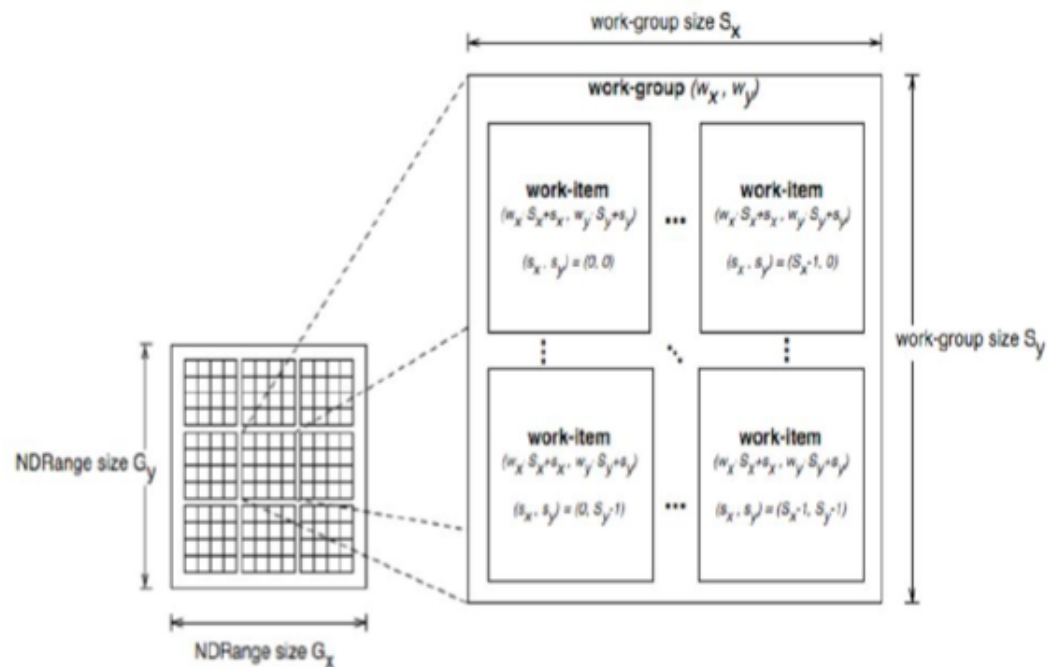 work-group size Sx
work-group (wx , wy)
work-item
(wx· Sx+sx , wy· Sy+sy)
(sx , sy) = (0, 0)
...
work-item
(wx· Sx+sx , wy· Sy+sy)
(sx , sy) = (Sx-1, 0)
work-group size Sy
work-item
(wx· Sx+sx , wy· Sy+sy)
(sx , sy) = (0, Sy-1)
...
work-item
(wx· Sx+sx , wy· Sy+sy)
(sx , sy) = (Sx-1, Sy-1)
NDRange size Gy
NDRange size Gx